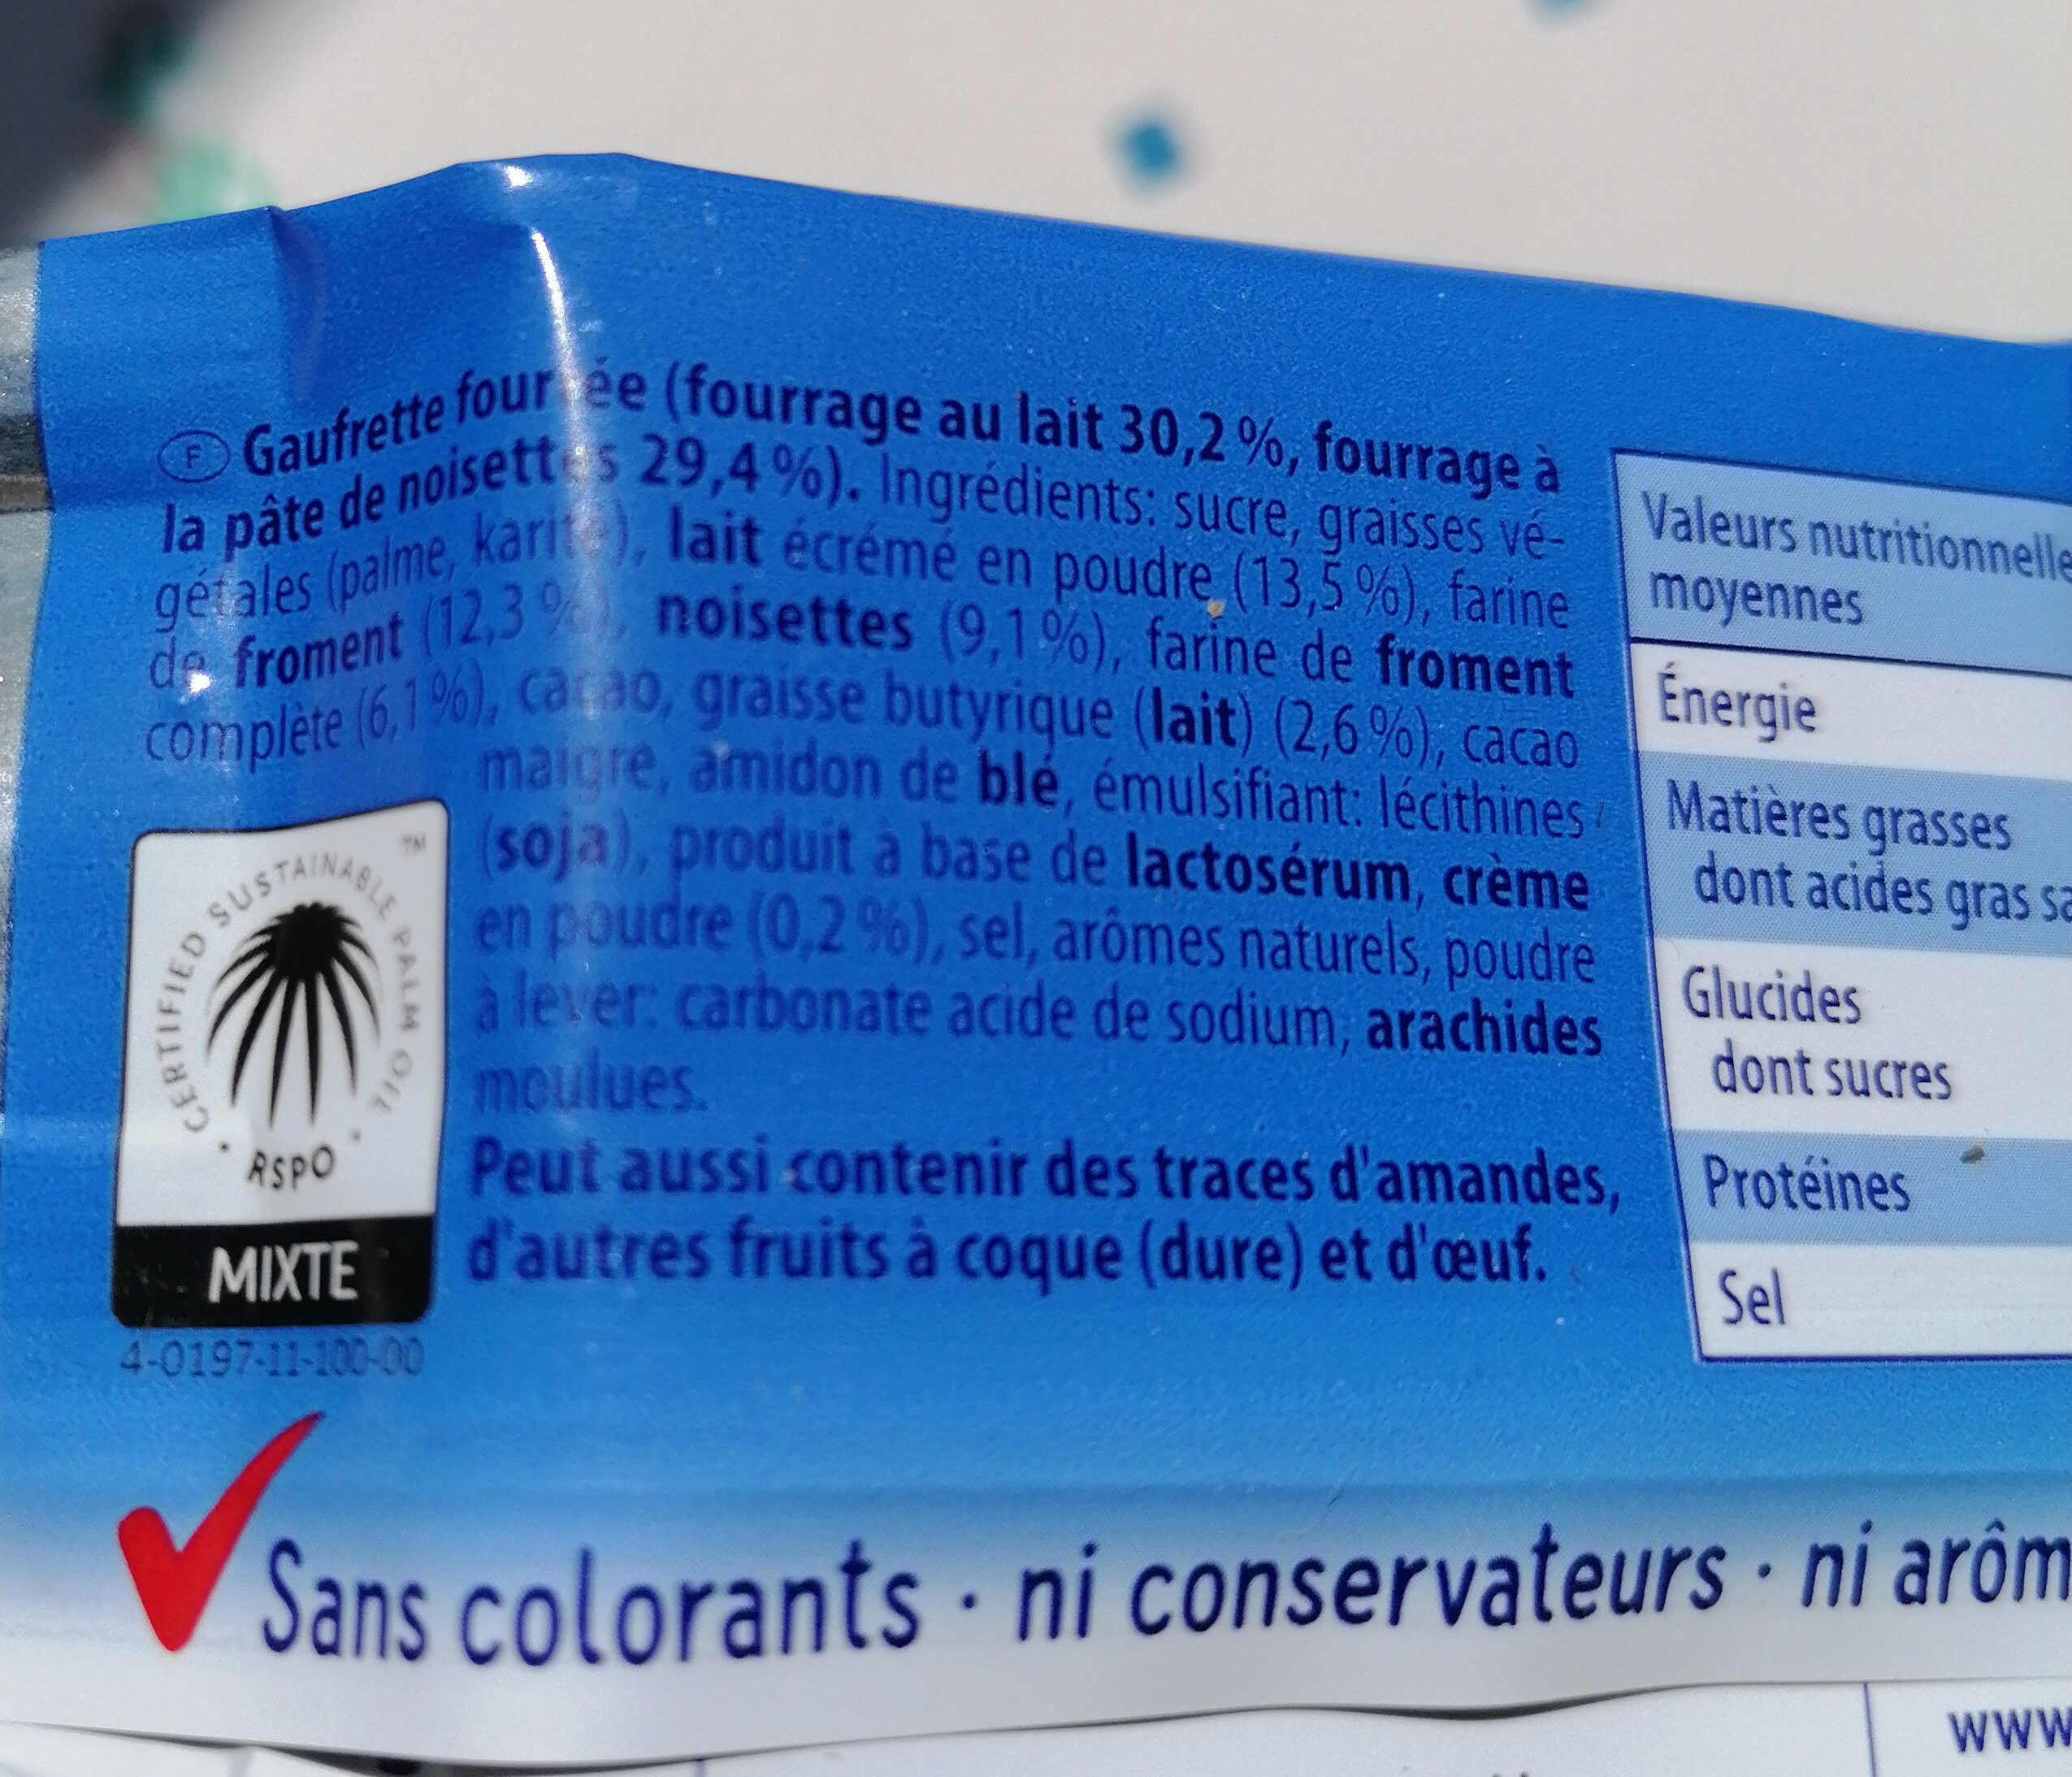 F Gaufrette fourrée (fourrage au lait 30,2 %, fourrage à
la pâte de noisettes 29,4 %). Ingrédients: sucre, graisses vé-
gétales (palme, karité), lait écrémé en poudre (13,5 %), farine
de froment (12,3 %), noisettes (9,1 %), farine de froment
complète (6,1 %), cacao, graisse butyrique (lait) (2,6 %), cacao
maigre, amidon de blé, émulsifiant: lécithines
(soja), produit à base de lactosérum, crème
en poudre (0,2 %), sel, arômes naturels, poudre
à lever: carbonate acide de sodium, arachides
moulues.
Peut aussi contenir des traces d'amandes,
d'autres fruits à coque (dure) et d'œuf.
CERTIFIED SUSTAINABLE PALM OIL TM
· RSPO ·
MIXTE
4-0197-11-100-00
Valeurs nutritionnelle
moyennes
Énergie
Matières grasses
dont acides gras sa
Glucides
dont sucres
Protéines
Sel
Sans colorants · ni conservateurs · ni arôm
www